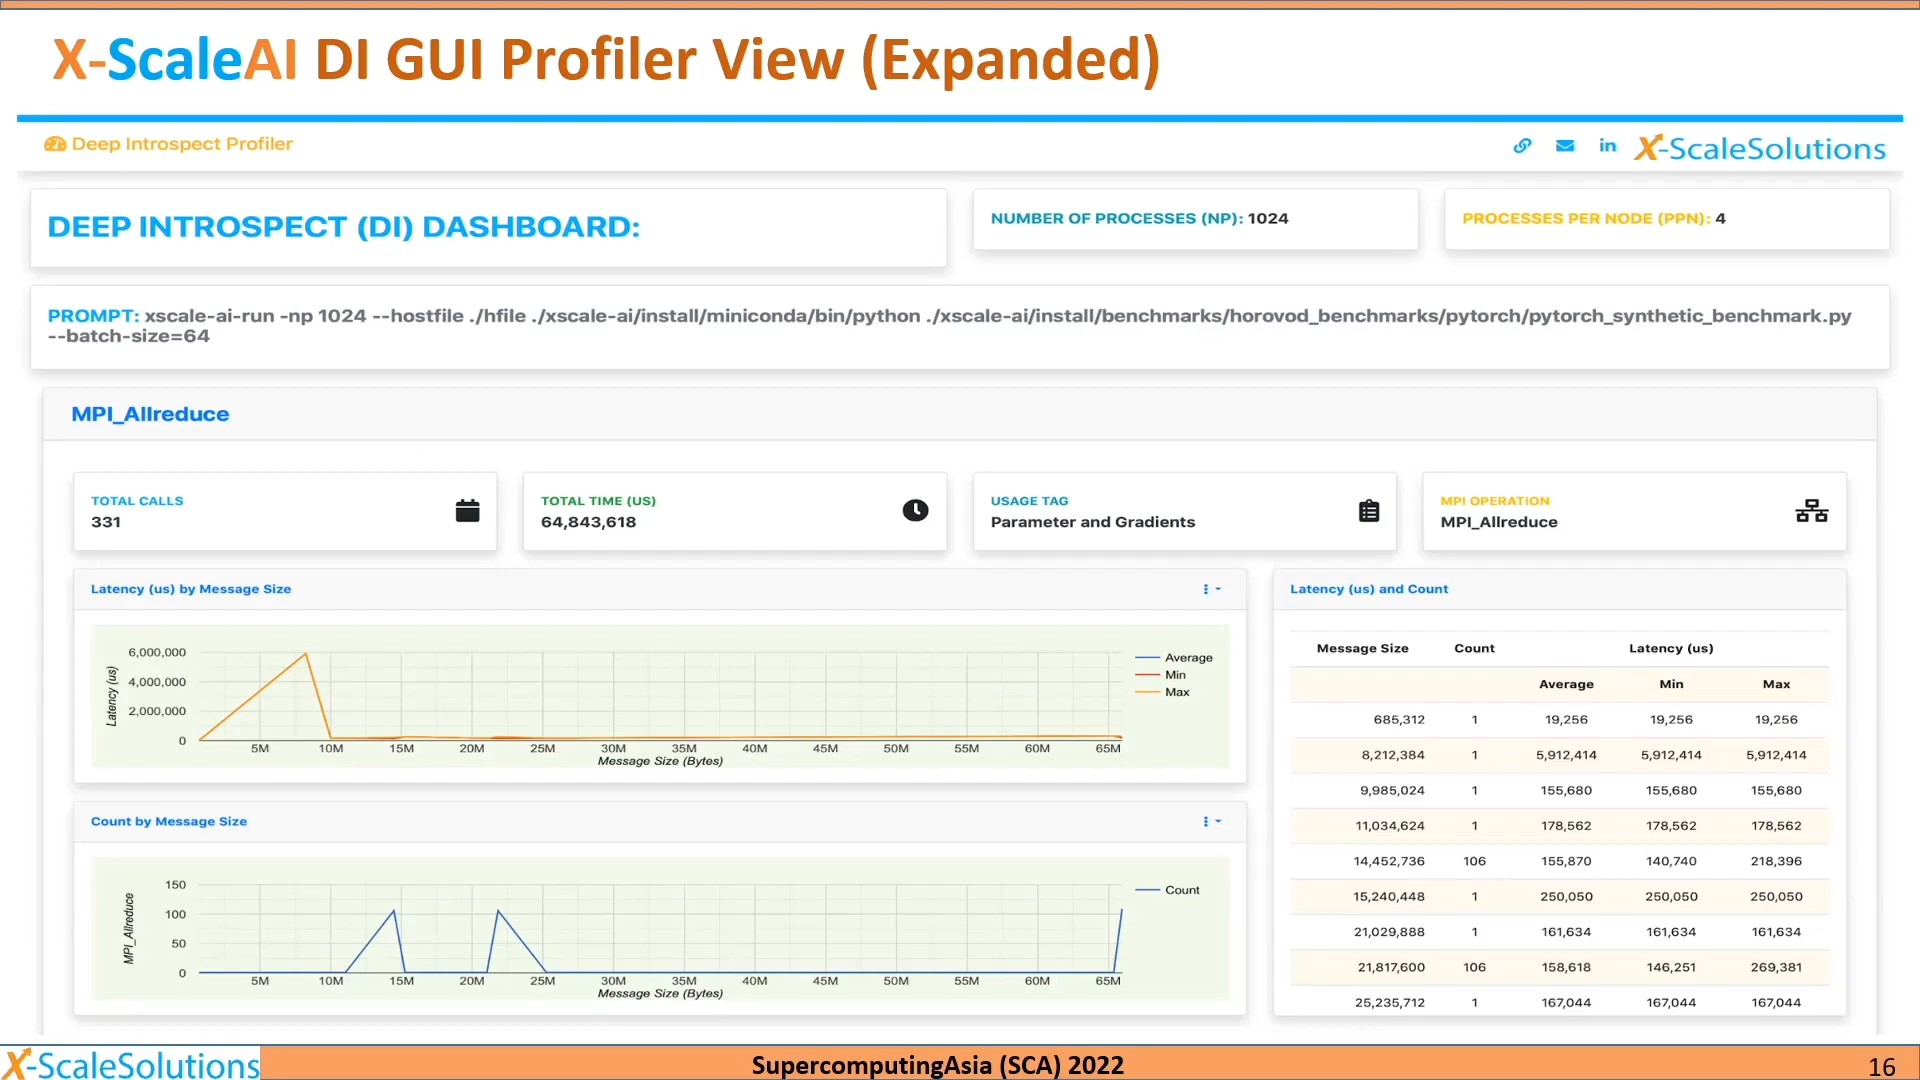 X-ScaleAI DI GUI Profiler View (Expanded)
Deep Introspect Profiler
X-ScaleSolutions
DEEP INTROSPECT (DI) DASHBOARD:
NUMBER OF PROCESSES (NP): 1024
PROCESSES PER NODE (PPN): 4
PROMPT: xscale-ai-run -np 1024 --hostfile ./hfile ./xscale-ai/install/miniconda/bin/python ./xscale-ai/install/benchmarks/horovod_benchmarks/pytorch/pytorch_synthetic_benchmark.py
--batch-size=64
MPI_Allreduce
TOTAL CALLS
331
TOTAL TIME (US)
64,843,618
USAGE TAG
Parameter and Gradients
MPI OPERATION
MPI_Allreduce
Latency (us) by Message Size
Latency (us)
6,000,000
4,000,000
2,000,000
0
5M 10M 15M 20M 25M 30M 35M 40M 45M 50M 55M 60M 65M
Message Size (Bytes)
Average
Min
Max
Count by Message Size
MPI_Allreduce
150
100
50
0
5M 10M 15M 20M 25M 30M 35M 40M 45M 50M 55M 60M 65M
Message Size (Bytes)
Count
Latency (us) and Count
Message Size Count Latency (us)
Average Min Max
685,312 1 19,256 19,256 19,256
8,212,384 1 5,912,414 5,912,414 5,912,414
9,985,024 1 155,680 155,680 155,680
11,034,624 1 178,562 178,562 178,562
14,452,736 106 155,870 140,740 218,396
15,240,448 1 250,050 250,050 250,050
21,029,888 1 161,634 161,634 161,634
21,817,600 106 158,618 146,251 269,381
25,235,712 1 167,044 167,044 167,044
X-ScaleSolutions
SupercomputingAsia (SCA) 2022
16